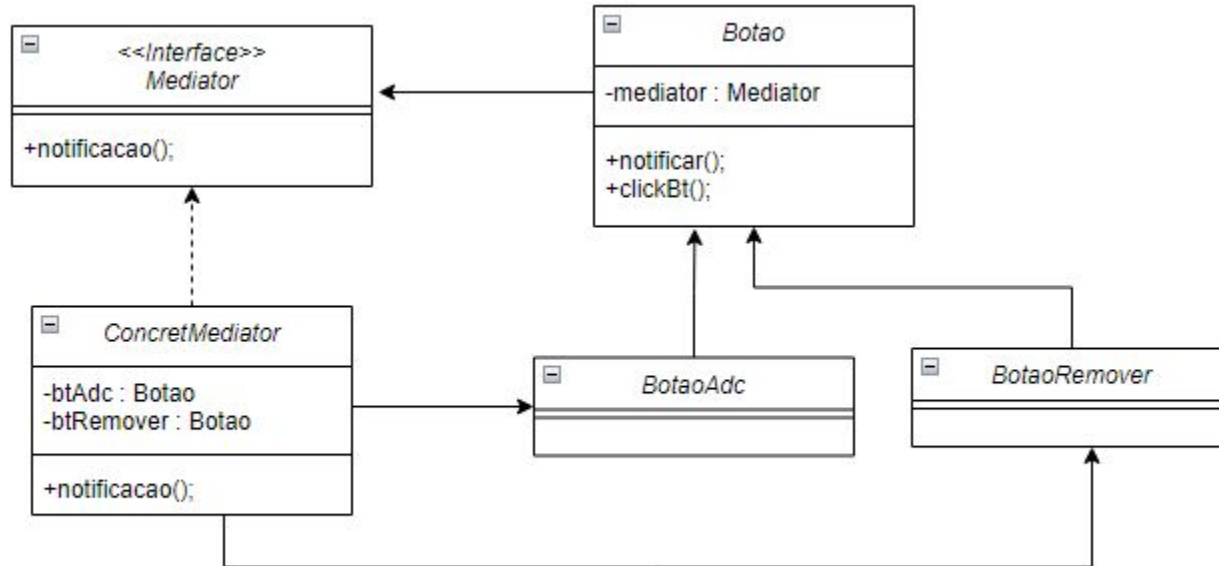 <<Interface>>
Mediator
+notificacao();
Botao
-mediator : Mediator
+notificar();
+clickBt();
ConcretMediator
-btAdc : Botao
-btRemover : Botao
+notificacao();
BotaoAdc
BotaoRemover